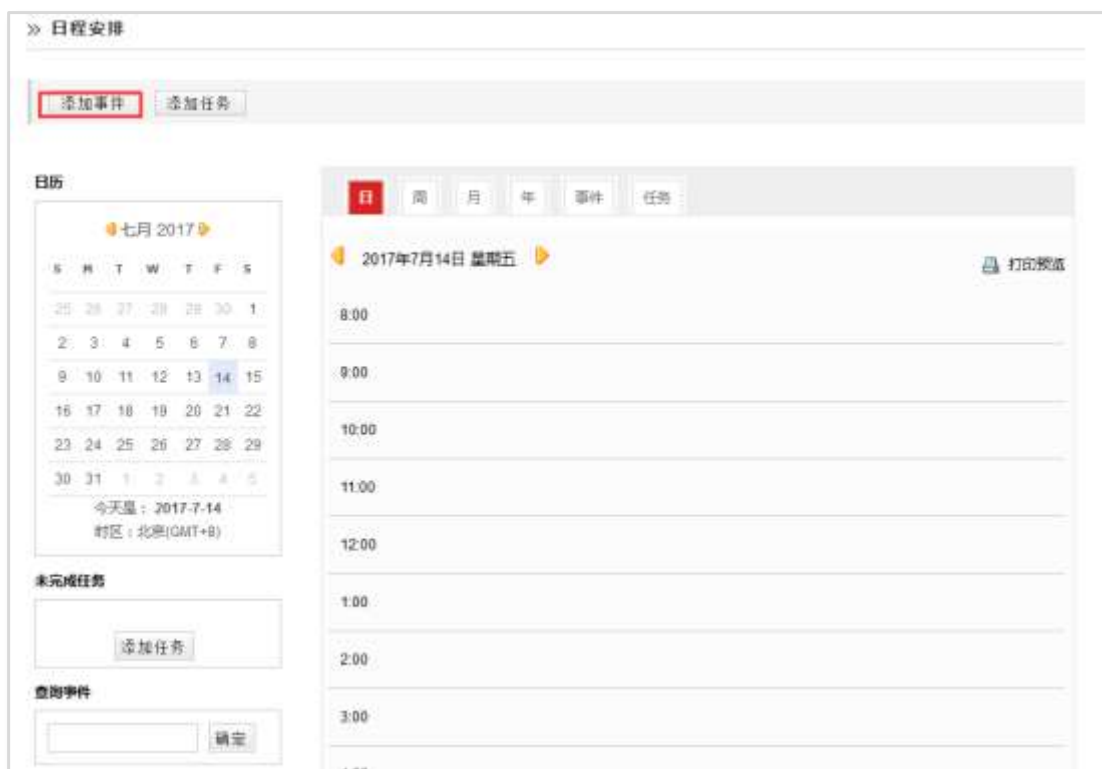 » 日程安排
添加事件 添加任务
日历
七月 2017
S M T W T F S
25 26 27 28 29 30 1
2 3 4 5 6 7 8
9 10 11 12 13 14 15
16 17 18 19 20 21 22
23 24 25 26 27 28 29
30 31 1 2 3 4 5
今天是：2017-7-14
时区：北京(GMT+8)
未完成任务
添加任务
查询事件
确定
日 周 月 年 事件 任务
2017年7月14日 星期五
打印预览
8:00
9:00
10:00
11:00
12:00
1:00
2:00
3:00